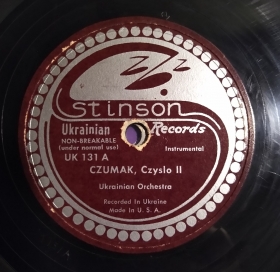 Stinson
Ukrainian Records
NON-BREAKABLE
(under normal use) Instrumental
UK 131 A
CZUMAK, Czyslo II
Ukrainian Orchestra
Recorded In Ukraine
Made In U. S. A.